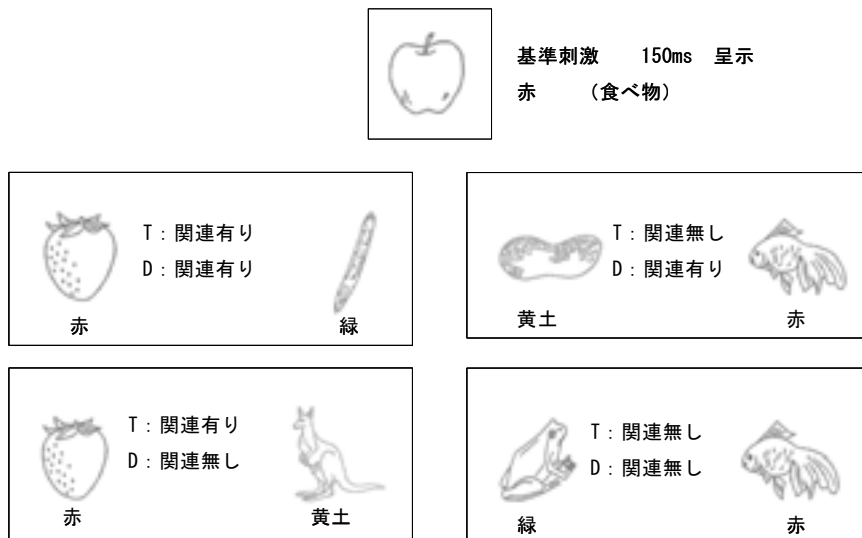 基準刺激 150ms 呈示
赤 (食べ物)
T:関連有り
D:関連有り
赤 緑
T:関連無し
D:関連有り
黄土 赤
T:関連有り
D:関連無し
赤 黄土
T:関連無し
D:関連無し
緑 赤